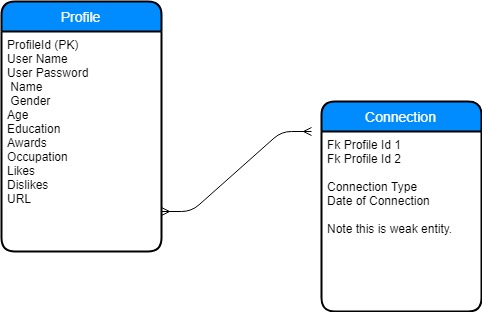 Profile
ProfileId (PK)
User Name
User Password
Name
Gender
Age
Education
Awards
Occupation
Likes
Dislikes
URL
Connection
Fk Profile Id 1
Fk Profile Id 2
Connection Type
Date of Connection
Note this is weak entity.